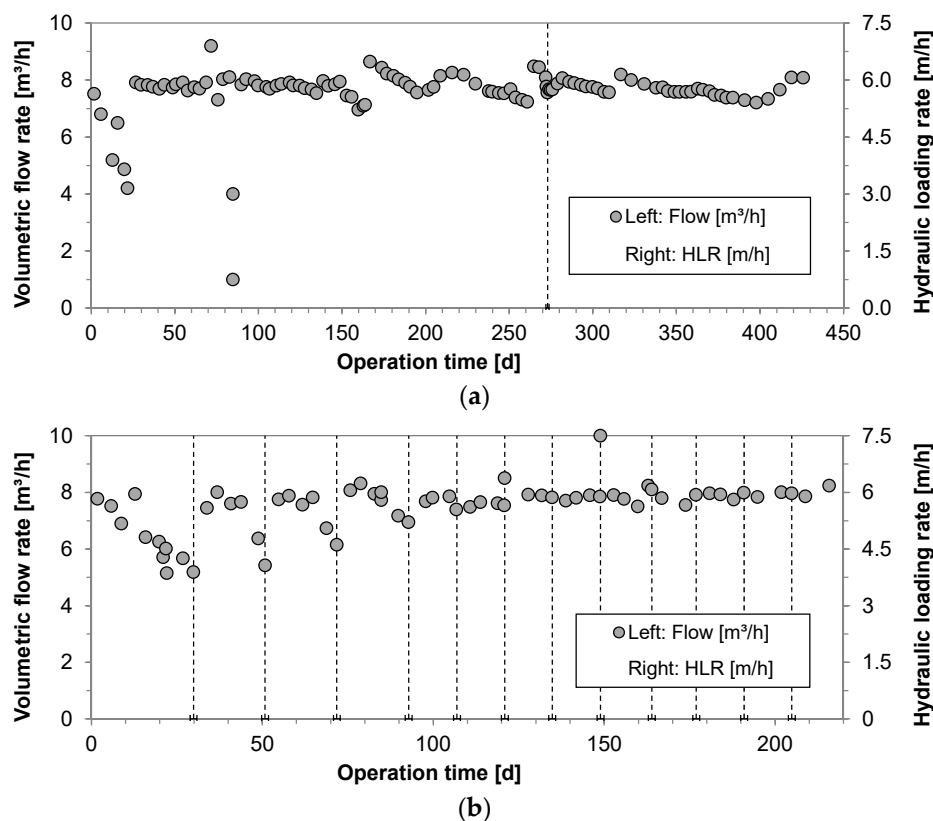 (a)
10
8
6
4
2
0
Volumetric flow rate [m³/h]
7.5
6.0
4.5
3.0
1.5
0.0
Hydraulic loading rate [m/h]
Left: Flow [m³/h]
Right: HLR [m/h]
0 50 100 150 200 250 300 350 400 450
Operation time [d]
(a)
10
8
6
4
2
0
Volumetric flow rate [m³/h]
7.5
6
4.5
3
1.5
0
Hydraulic loading rate [m/h]
Left: Flow [m³/h]
Right: HLR [m/h]
0 50 100 150 200
Operation time [d]
(b)